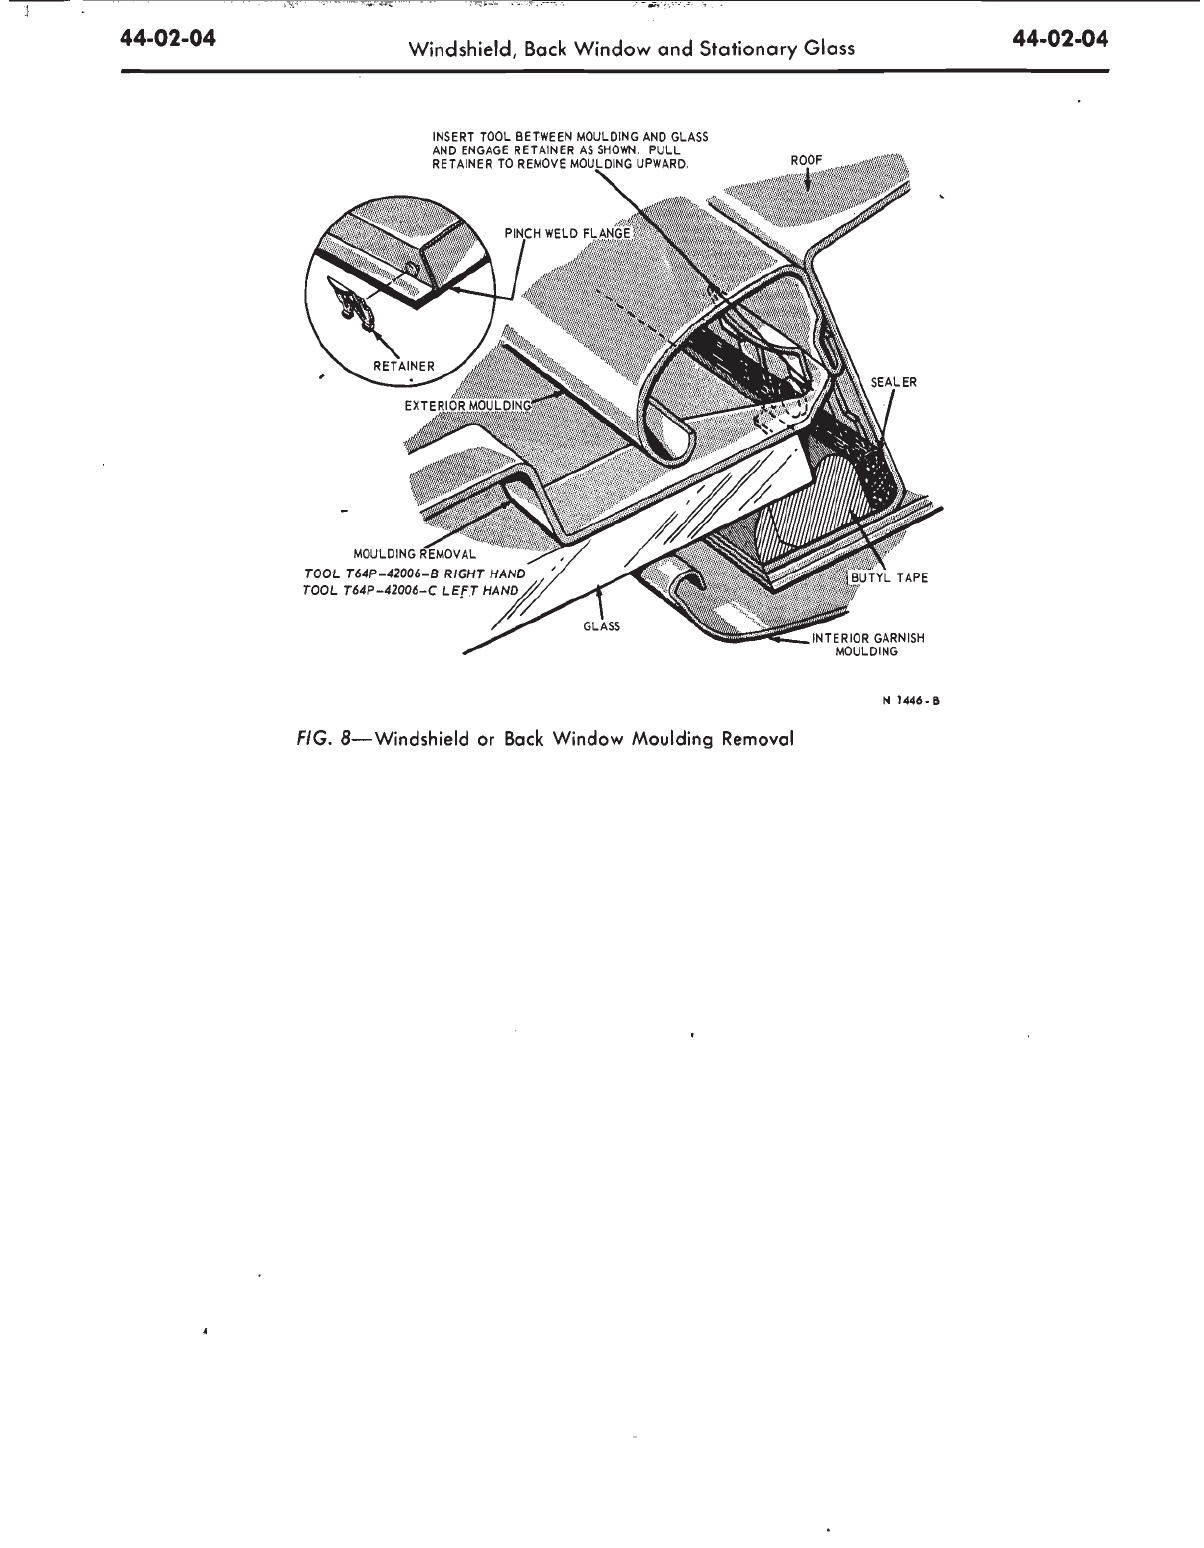 44-02-04
Windshield, Back Window and Stationary Glass
44-02-04
INSERT TOOL BETWEEN MOULDING AND GLASS
AND ENGAGE RETAINER AS SHOWN. PULL
RETAINER TO REMOVE MOULDING UPWARD.
ROOF
PINCH WELD FLANGE
RETAINER
EXTERIOR MOULDING
SEALER
MOULDING REMOVAL
TOOL T64P-42006-B RIGHT HAND
TOOL T64P-42006-C LEFT HAND
BUTYL TAPE
GLASS
INTERIOR GARNISH
MOULDING
N 1446-B
FIG. 8—Windshield or Back Window Moulding Removal